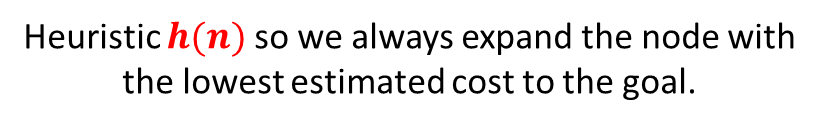 Heuristic h(n) so we always expand the node with
the lowest estimated cost to the goal.